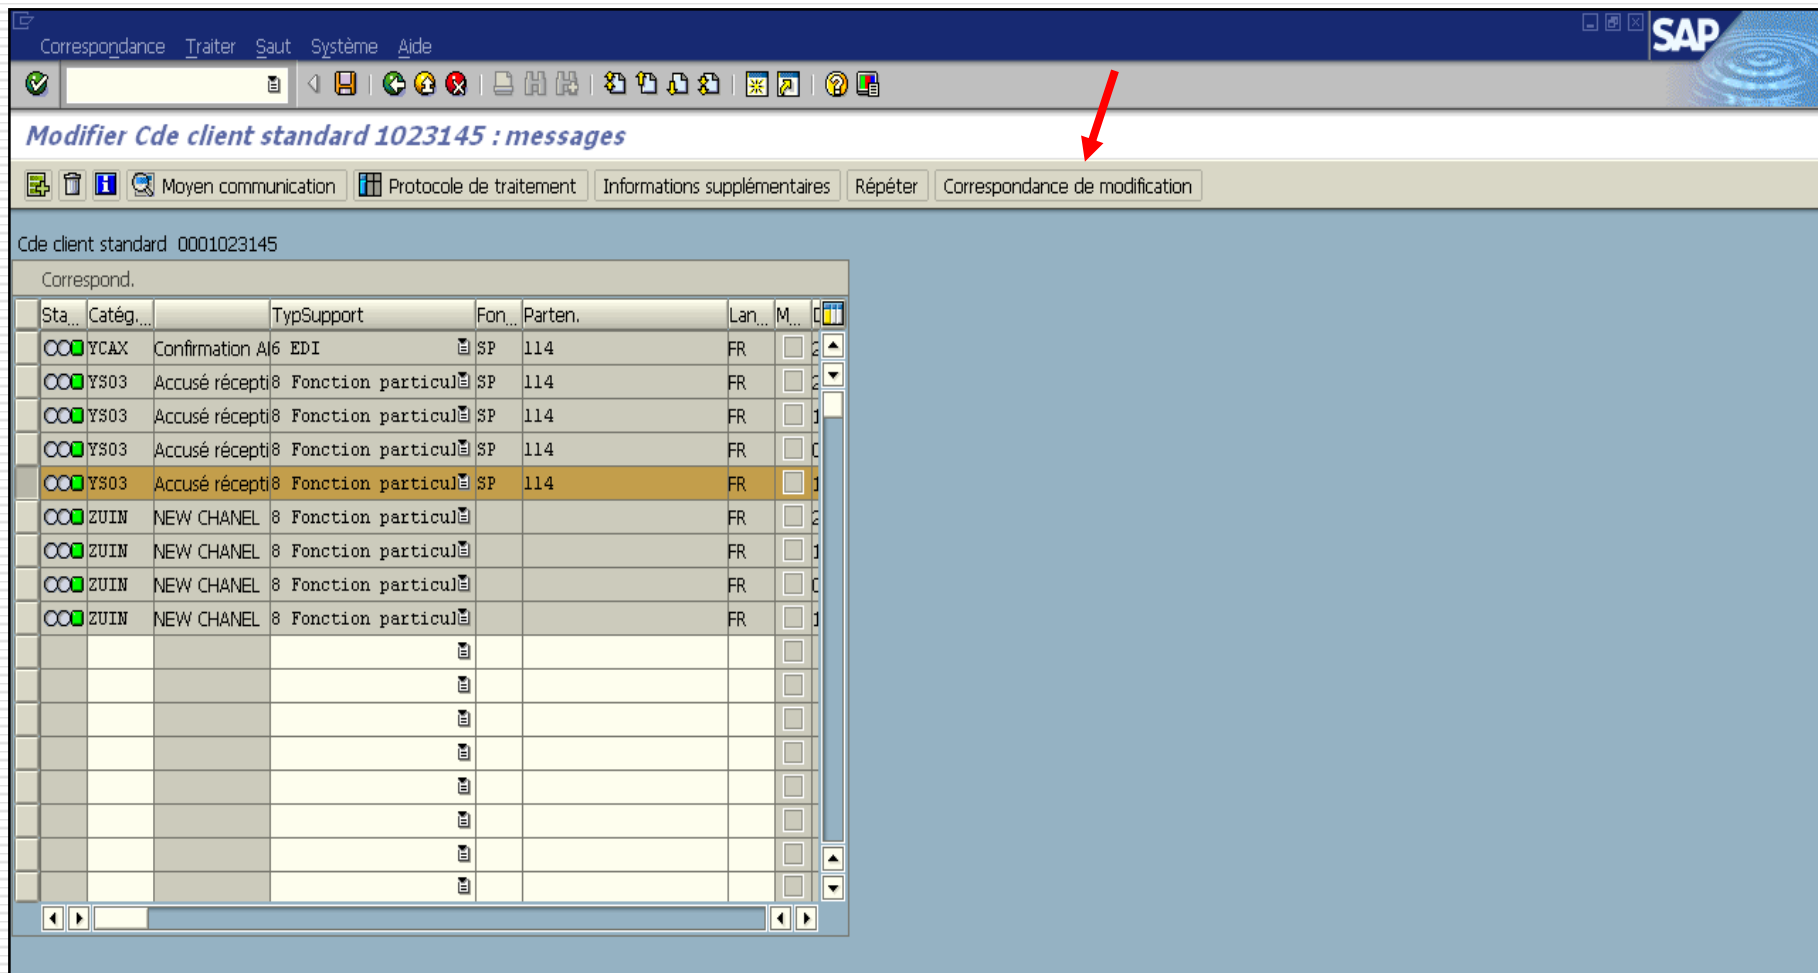 Correspondance Traiter Saut Système Aide
SAP
Modifier Cde client standard 1023145 : messages
Moyen communication Protocole de traitement Informations supplémentaires Répéter Correspondance de modification
Cde client standard 0001023145
Correspond.
Sta... Catég.... TypSupport Fon... Parten. Lan... M...
YCAX Confirmation 6 EDI SP 114 FR
YS03 Accusé récepti 8 Fonction particul SP 114 FR
YS03 Accusé récepti 8 Fonction particul SP 114 FR
YS03 Accusé récepti 8 Fonction particul SP 114 FR
YS03 Accusé récepti 8 Fonction particul SP 114 FR
ZUIN NEW CHANEL 8 Fonction particul FR
ZUIN NEW CHANEL 8 Fonction particul FR
ZUIN NEW CHANEL 8 Fonction particul FR
ZUIN NEW CHANEL 8 Fonction particul FR